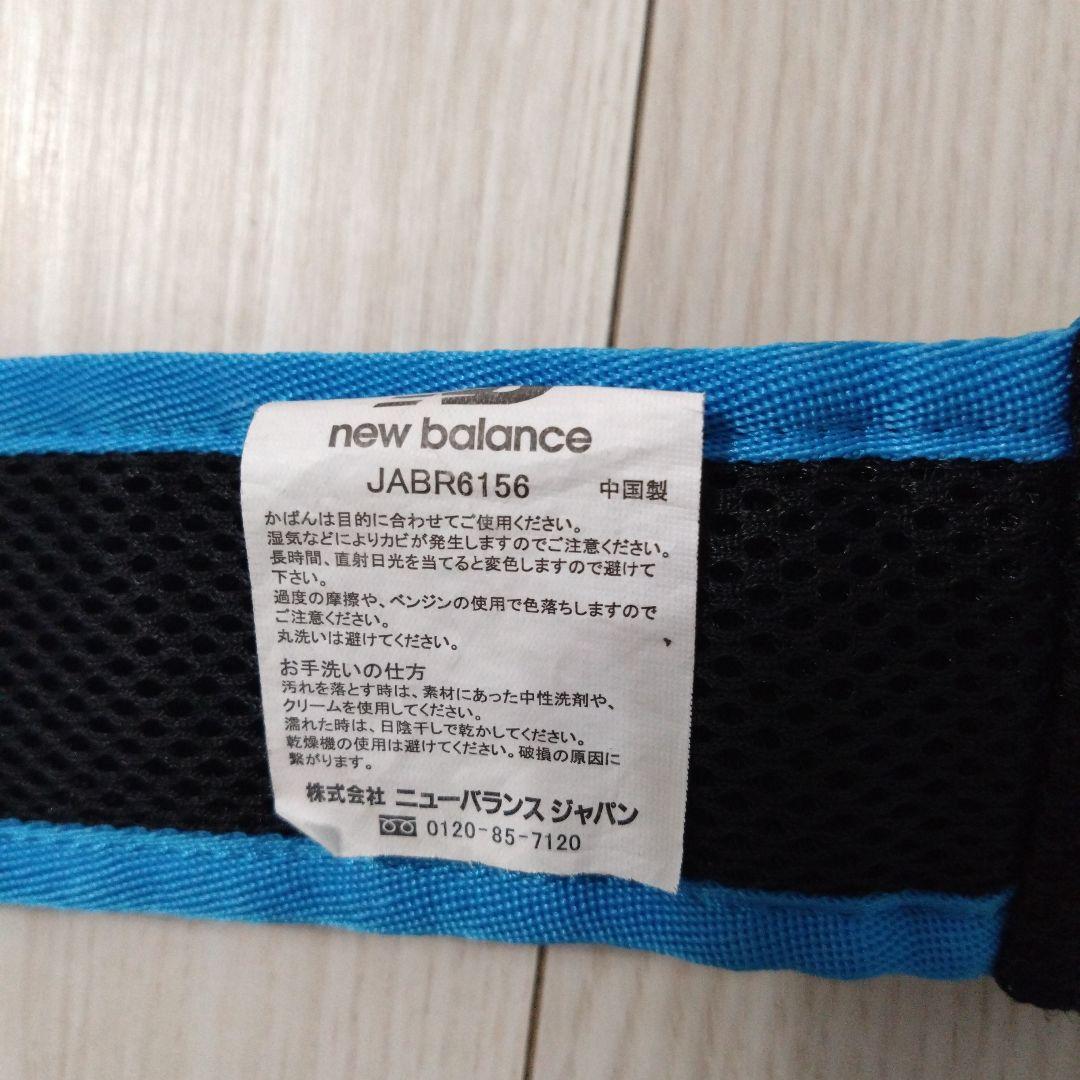 new balance
JABR6156 中国製
かばんは目的に合わせてご使用ください。
湿気などによりカビが発生しますのでご注意ください。
長時間、直射日光を当てると変色しますので避けて
下さい。
過度の摩擦や、ベンジンの使用で色落ちしますので
ご注意ください。
丸洗いは避けてください。
お手洗いの仕方
汚れを落とす時は、素材にあった中性洗剤や、
クリームを使用してください。
濡れた時は、日陰干しで乾かしてください。
乾燥機の使用は避けてください。破損の原因に
繋がります。
株式会社 ニューバランス ジャパン
0120-85-7120